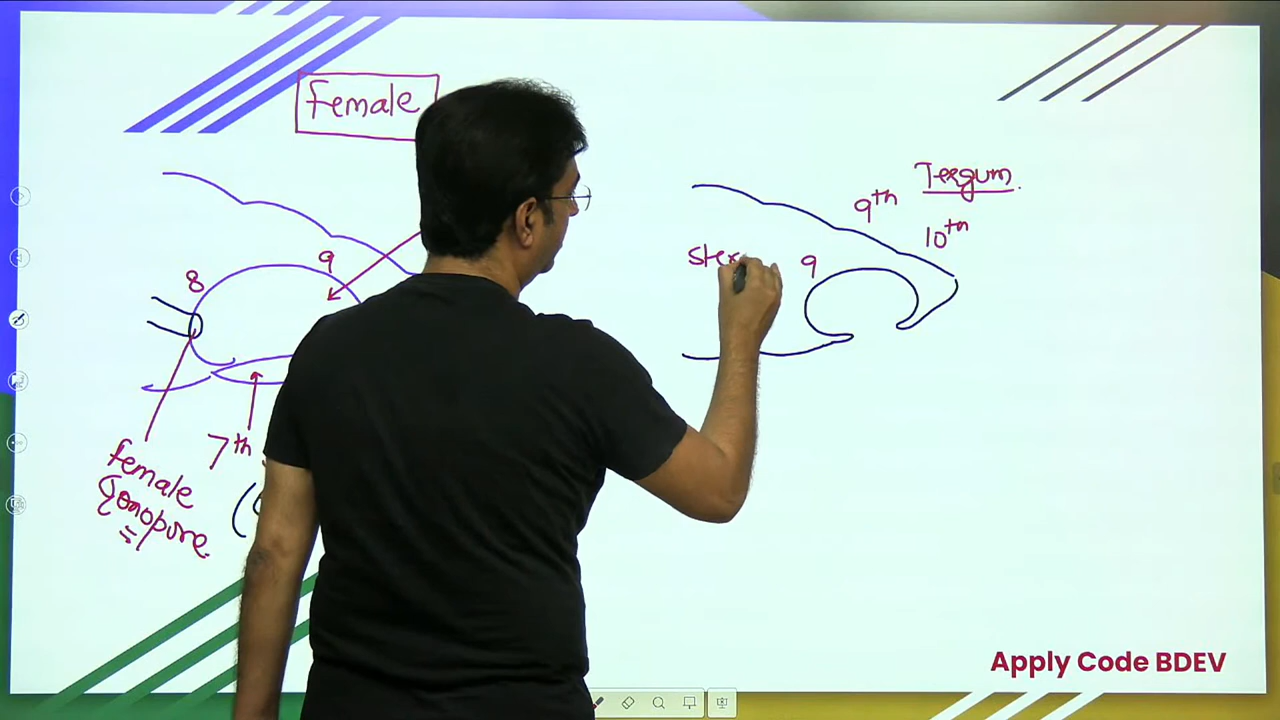 female
8
9
7th
female
Gonopore
Tergum
9th
10th
9
Ster
Apply Code BDEV